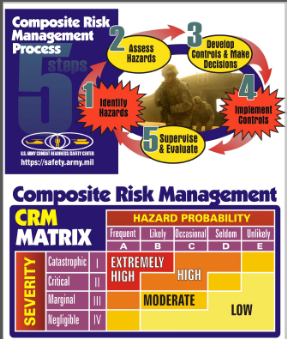 Composite Risk
Management
Process
5
steps
1 Identify
Hazards
2 Assess
Hazards
3 Develop
Controls & Make
Decisions
4 Implement
Controls
5 Supervise
& Evaluate
U.S. ARMY COMBAT READINESS/SAFETY CENTER
https://safety.army.mil
Composite Risk Management
CRM
MATRIX
HAZARD PROBABILITY
Frequent Likely Occasional Seldom Unlikely
A B C D E
SEVERITY
Catastrophic I
Critical II
Marginal III
Negligible IV
EXTREMELY
HIGH
HIGH
MODERATE
LOW